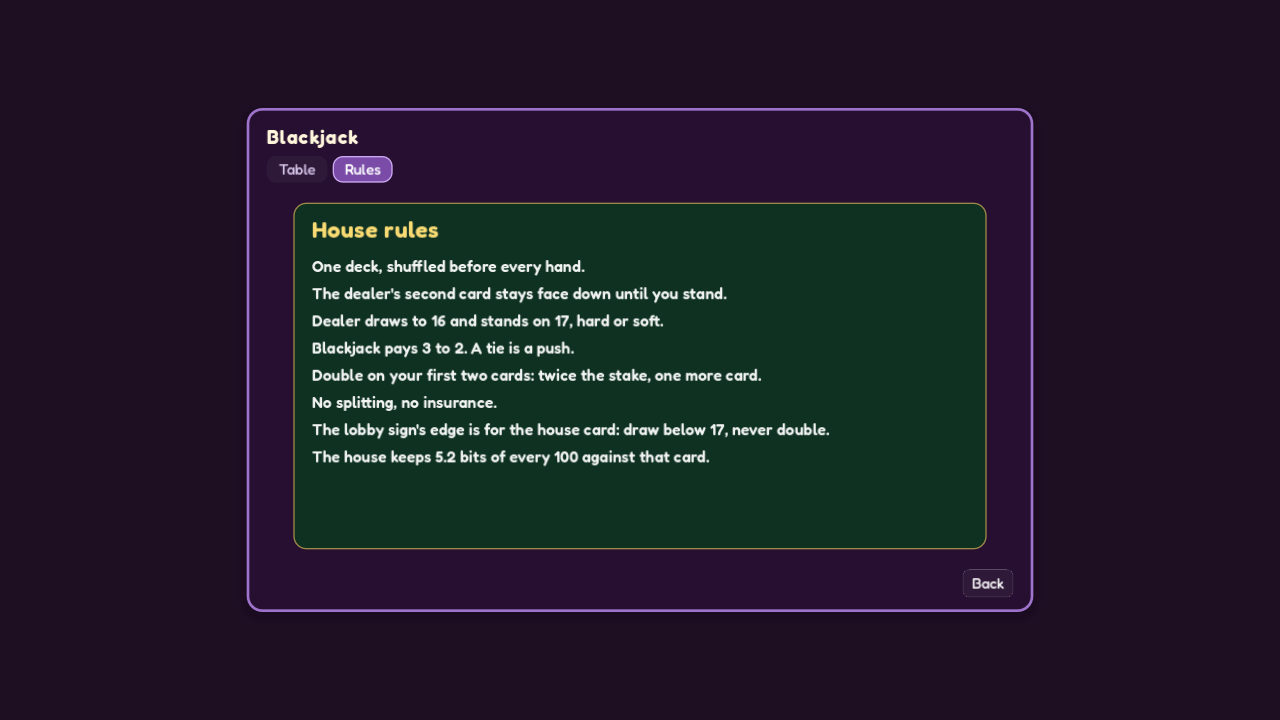 Blackjack
Table Rules
House rules
One deck, shuffled before every hand.
The dealer's second card stays face down until you stand.
Dealer draws to 16 and stands on 17, hard or soft.
Blackjack pays 3 to 2. A tie is a push.
Double on your first two cards: twice the stake, one more card.
No splitting, no insurance.
The lobby sign's edge is for the house card: draw below 17, never double.
The house keeps 5.2 bits of every 100 against that card.
Back